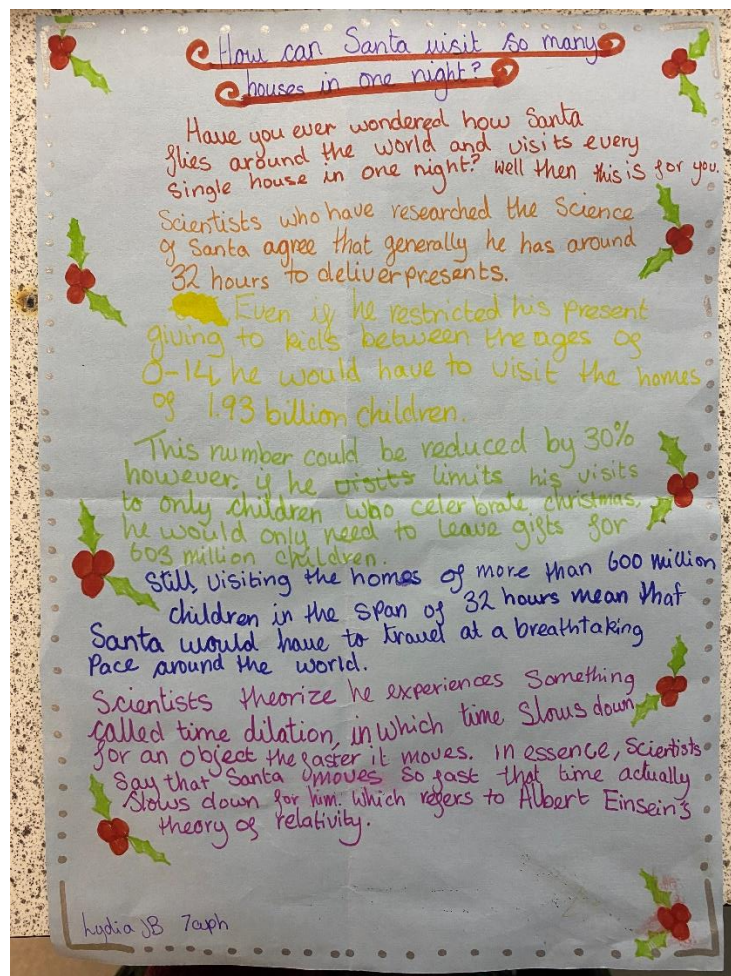 How can Santa visit so many
houses in one night?
Have you ever wondered how Santa
flies around the world and visits every
single house in one night? well then this is for you.
Scientists who have researched the Science
of Santa agree that generally he has around
32 hours to deliver presents.
Even if he restricted his present
giving to kids between the ages of
0-14, he would have to visit the homes
of 1.93 billion children.
This number could be reduced by 30%
however, if he visits limits his visits
to only children who celerbrate christmas,
he would only need to leave gifts for
603 million children.
Still, visiting the homes of more than 600 million
children in the span of 32 hours mean that
Santa would have to travel at a breathtaking
Pace around the world.
Scientists theorize he experiences Something
called time dilation, in which time slows down
for an object the faster it moves. in essence, Scientists
Say that Santa moves so fast that time actually
Slows down for him. Which refers to Albert Einsein's
theory of relativity.
Lydia JB 7aph